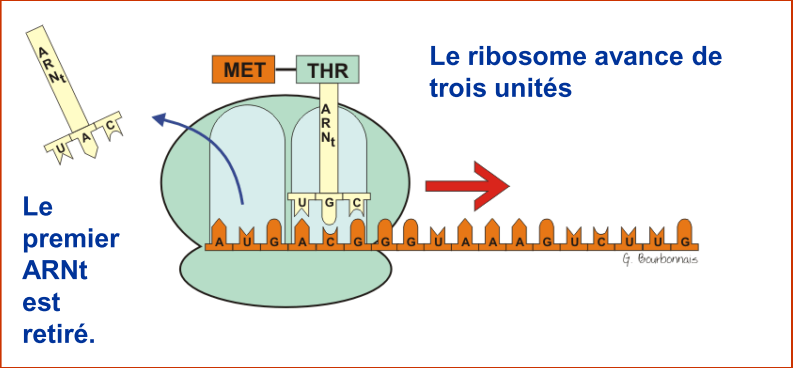 Le ribosome avance de
trois unités
MET THR
ARNt
U A C
ARNt
U G C
A U G A C G G G U A A A G U C U U G
G. Bourbonnais
Le
premier
ARNt
est
retiré.